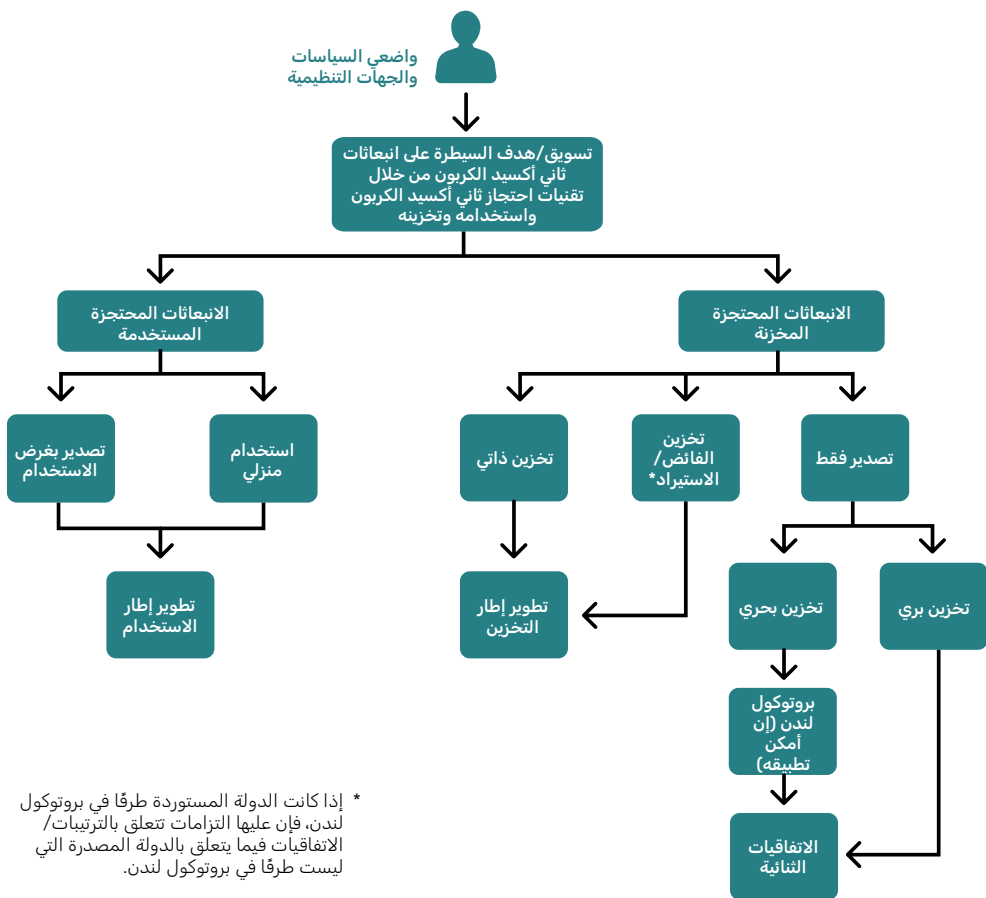 واضعي السياسات
والجهات التنظيمية
تسويق/هدف السيطرة على انبعاثات
ثاني أكسيد الكربون من خلال
تقنيات احتجاز ثاني أكسيد الكربون
واستخدامه وتخزينه
الانبعاثات المحتجزة
المخزنة
الانبعاثات المحتجزة
المستخدمة
تصدير فقط
تخزين
الفائض/
الاستيراد*
تخزين ذاتي
استخدام
منزلي
تصدير بغرض
الاستخدام
تخزين بري
تخزين بحري
تطوير إطار
التخزين
تطوير إطار
الاستخدام
بروتوكول
لندن (إن
أمكن
تطبيقه)
الاتفاقيات
الثنائية
* إذا كانت الدولة المستوردة طرفًا في بروتوكول
لندن، فإن عليها التزامات تتعلق بالترتيبات/
الاتفاقيات فيما يتعلق بالدولة المصدرة التي
ليست طرفًا في بروتوكول لندن.